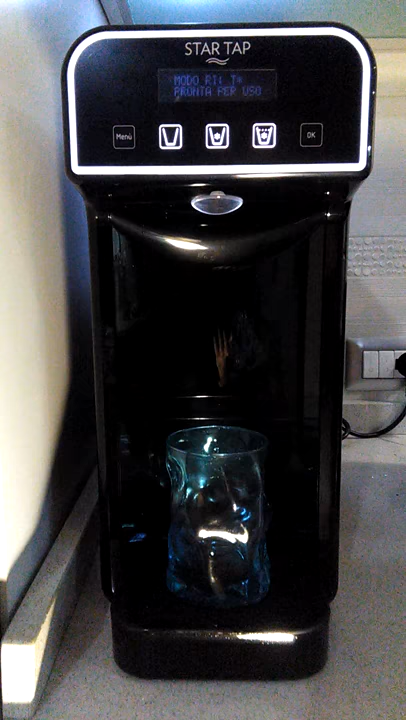 STAR TAP
MODO R1: T*
PRONTA PER USO
Menù
OK